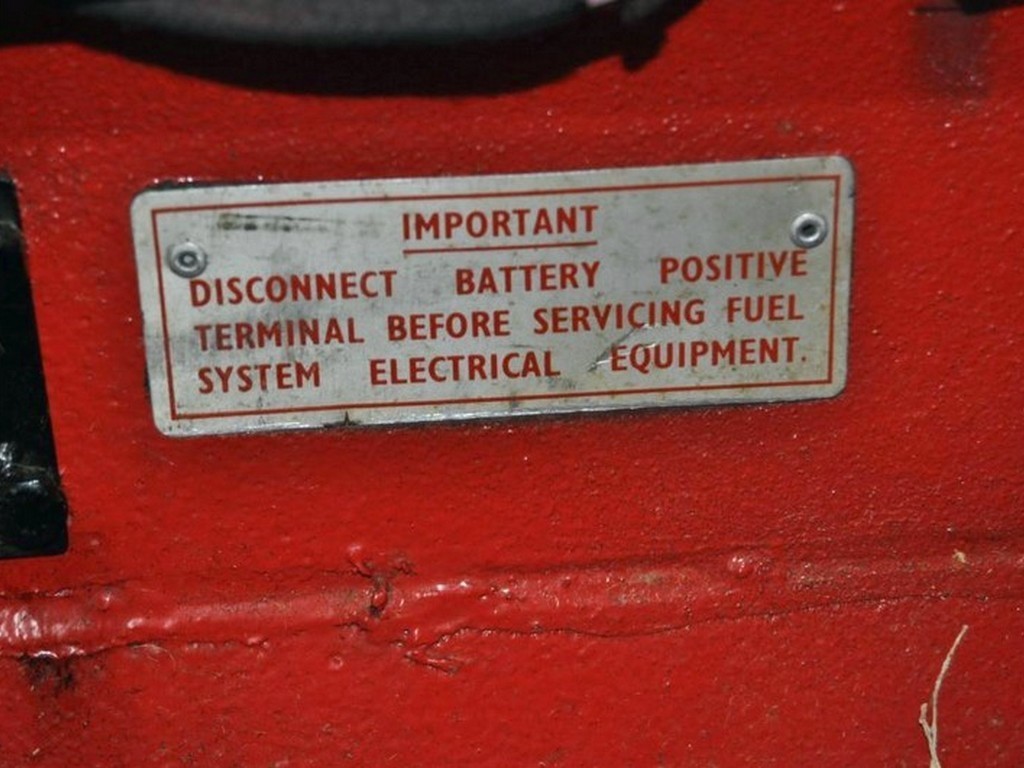 IMPORTANT
DISCONNECT BATTERY POSITIVE
TERMINAL BEFORE SERVICING FUEL
SYSTEM ELECTRICAL EQUIPMENT.